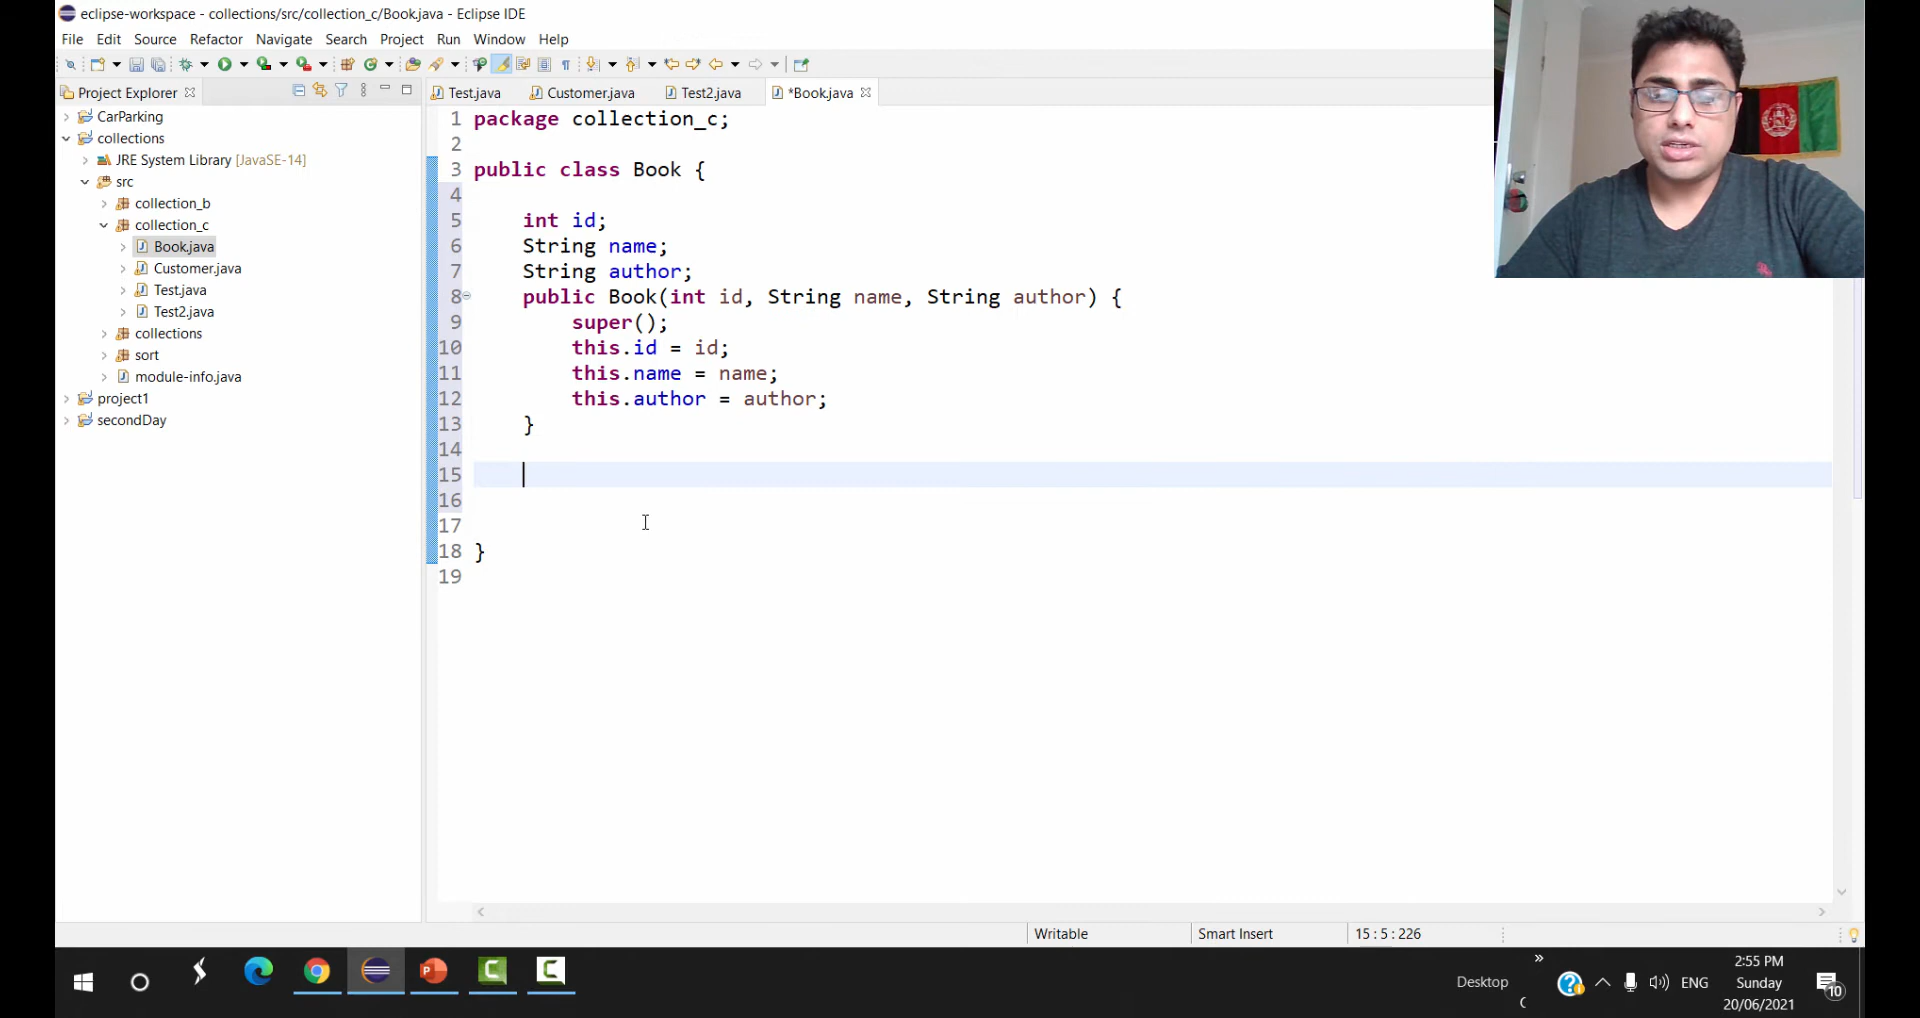 eclipse-workspace - collections/src/collection_c/Book.java - Eclipse IDE
File Edit Source Refactor Navigate Search Project Run Window Help
Project Explorer
Test.java Customer.java Test2.java *Book.java
CarParking
collections
JRE System Library [JavaSE-14]
src
collection_b
collection_c
Book.java
Customer.java
Test.java
Test2.java
collections
sort
module-info.java
project1
secondDay
1 package collection_c;
2
3 public class Book {
4
5 int id;
6 String name;
7 String author;
8 public Book(int id, String name, String author) {
9 super();
10 this.id = id;
11 this.name = name;
12 this.author = author;
13 }
14
15
16
17
18 }
19
Writable Smart Insert 15 : 5 : 226
Desktop
ENG
2:55 PM
Sunday
20/06/2021
10